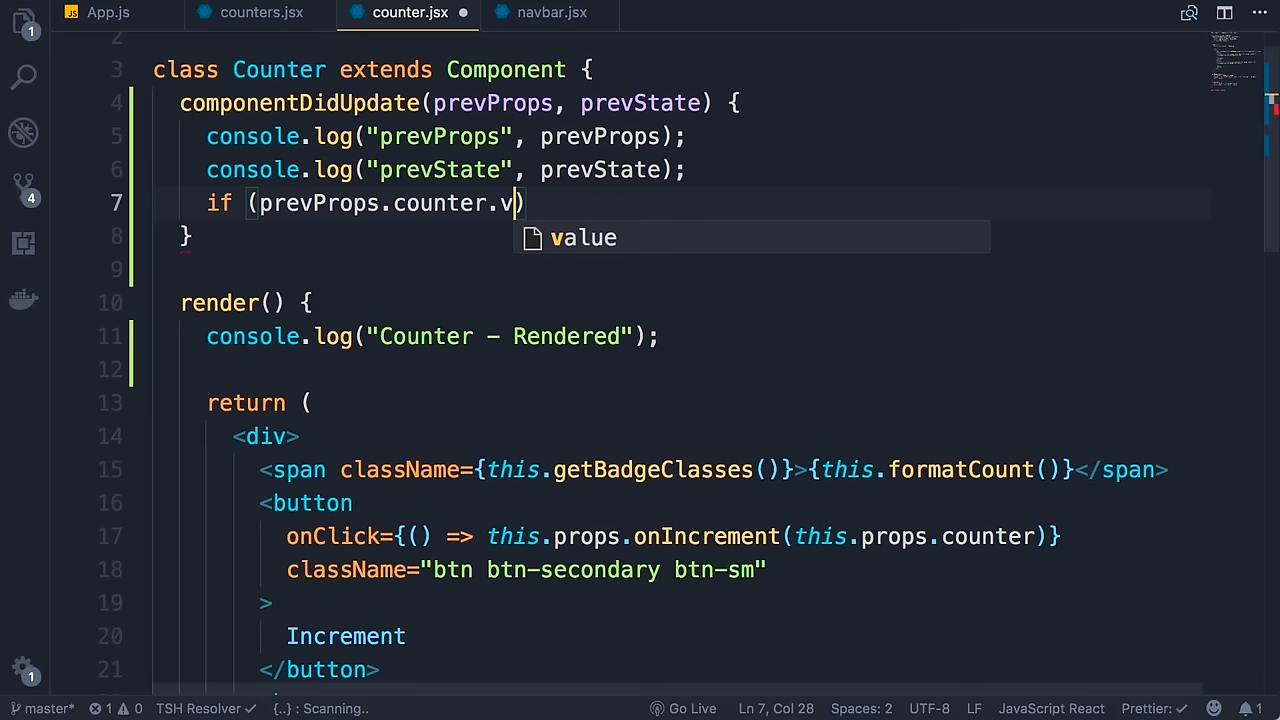 App.js counters.jsx counter.jsx navbar.jsx
2
3 class Counter extends Component {
4 componentDidUpdate(prevProps, prevState) {
5 console.log("prevProps", prevProps);
6 console.log("prevState", prevState);
7 if (prevProps.counter.v)
8 }
value
9
10 render() {
11 console.log("Counter - Rendered");
12
13 return (
14 <div>
15 <span className={this.getBadgeClasses()}>{this.formatCount()}</span>
16 <button
17 onClick={() => this.props.onIncrement(this.props.counter)}
18 className="btn btn-secondary btn-sm"
19 >
20 Increment
21 </button>
1
4
1
master* 1 0 TSH Resolver {..} : Scanning.. Go Live Ln 7, Col 28 Spaces: 2 UTF-8 LF JavaScript React Prettier: 1